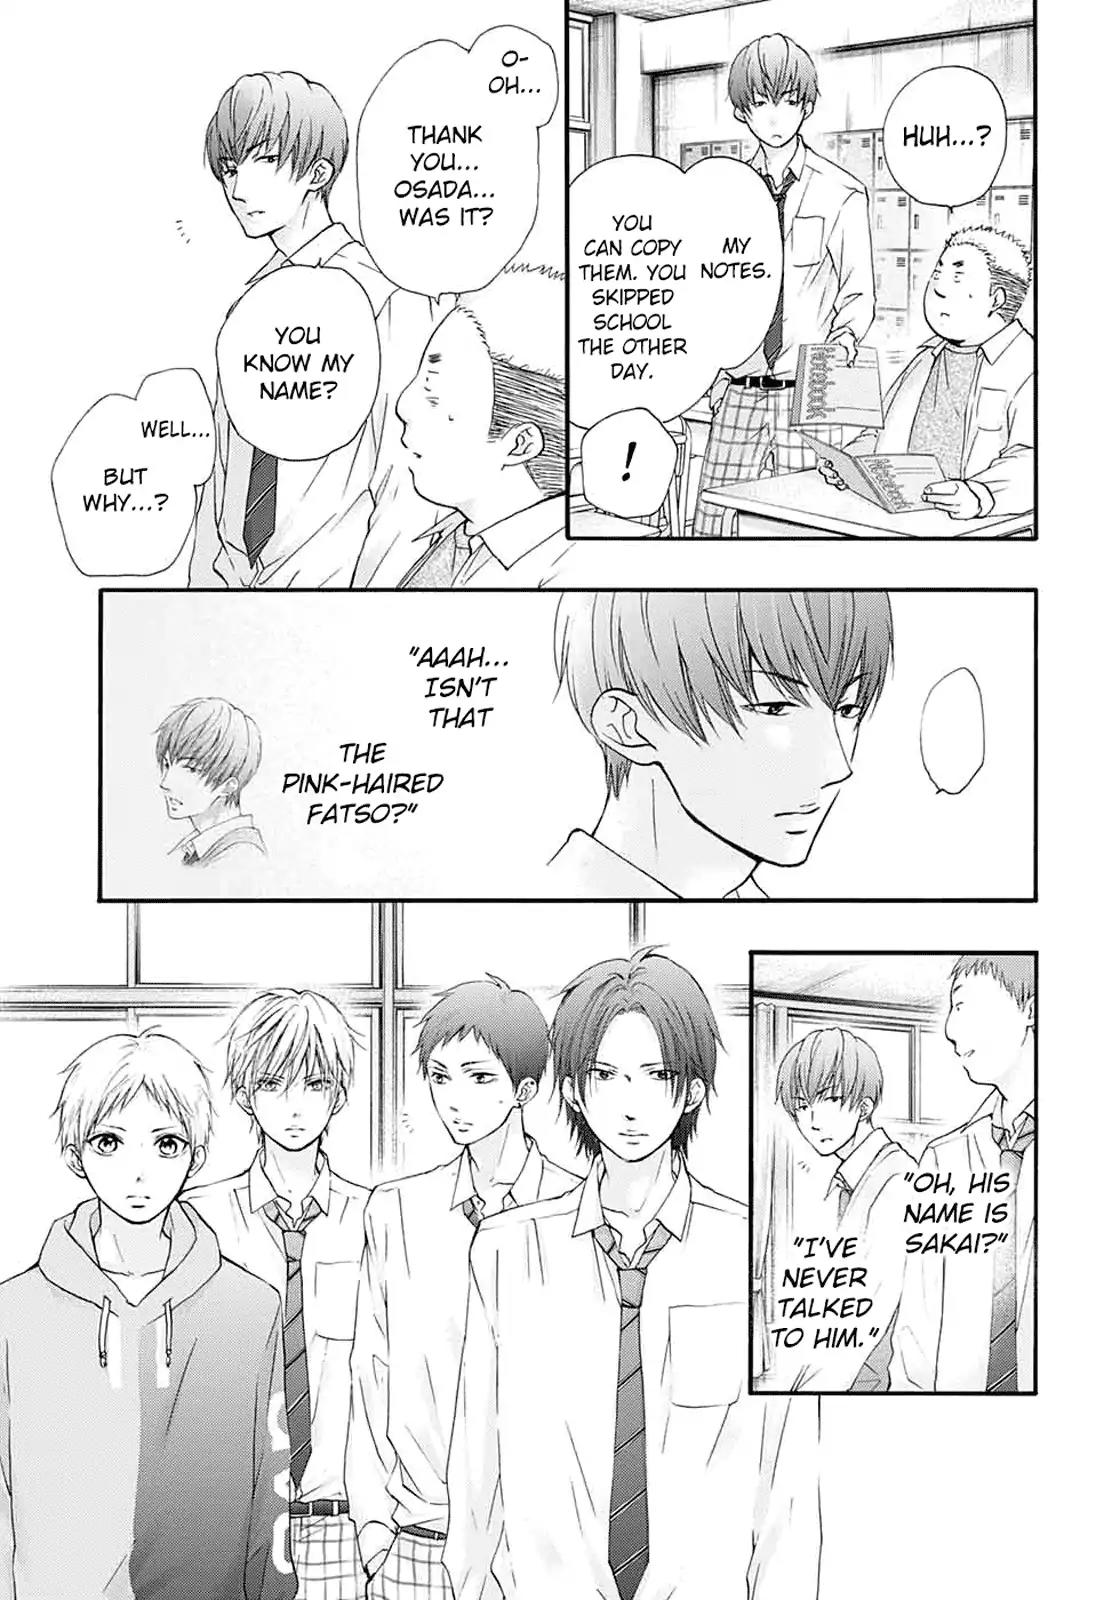 HUH...?
MY
NOTES.
YOU
CAN COPY
THEM. YOU
SKIPPED
SCHOOL
THE OTHER
DAY.
!
Notebook
O-
OH...
THANK
YOU...
OSADA...
WAS IT?
YOU
KNOW MY
NAME?
WELL...
BUT
WHY...?
"AAAH...
ISN'T
THAT
THE
PINK-HAIRED
FATSO?"
"OH, HIS
NAME IS
SAKAI?"
"I'VE
NEVER
TALKED
TO HIM."